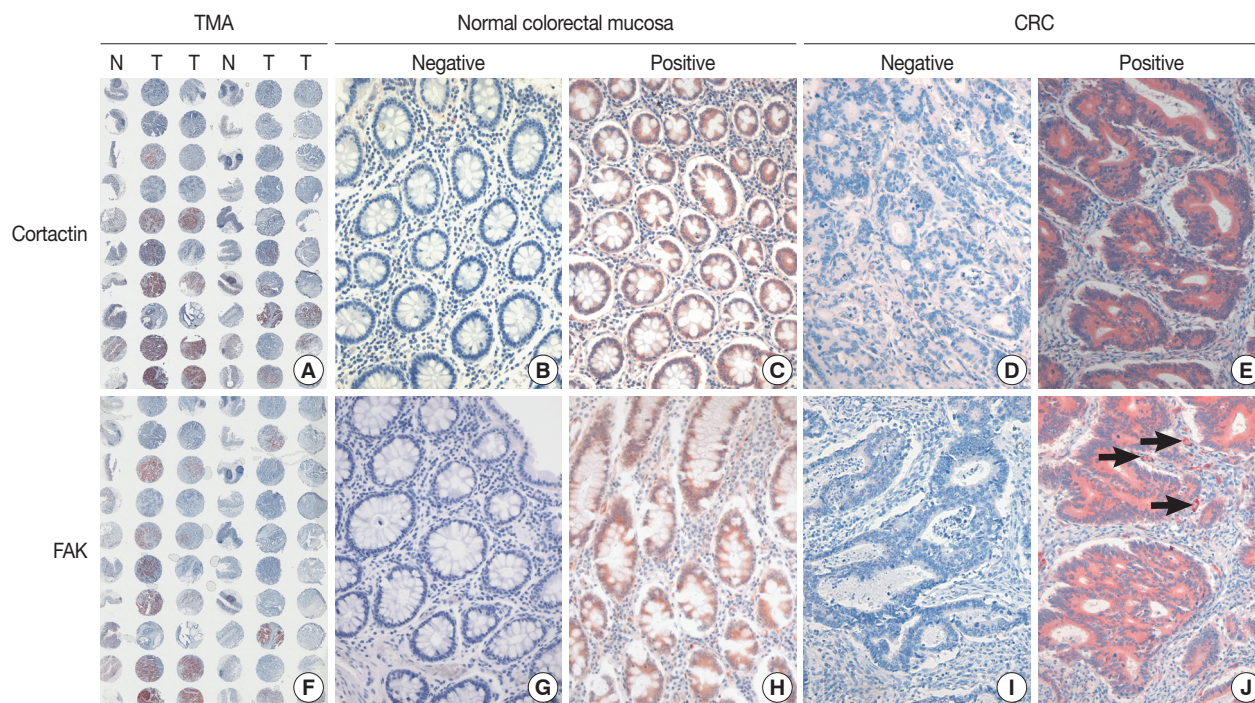 TMA Normal colorectal mucosa CRC
N T T N T T Negative Positive Negative Positive
Cortactin
A B C D E
FAK
F G H I J